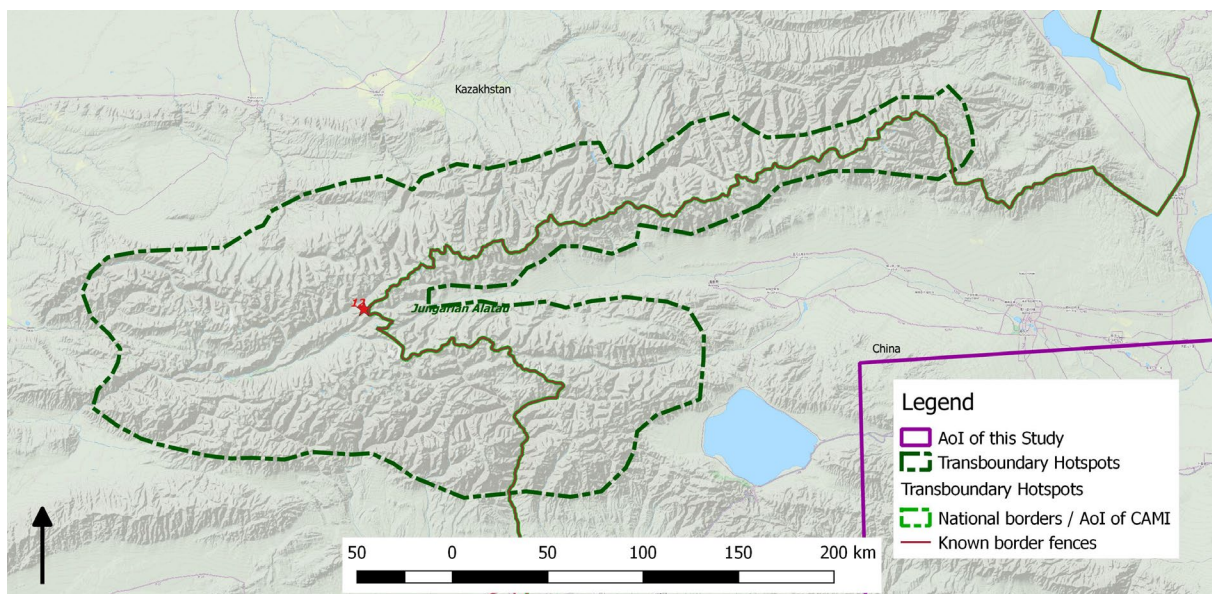 Kazakhstan
12
Jungarian Alatau
China
Legend
AoI of this Study
Transboundary Hotspots
Transboundary Hotspots
National borders / AoI of CAMI
Known border fences
50 0 50 100 150 200 km